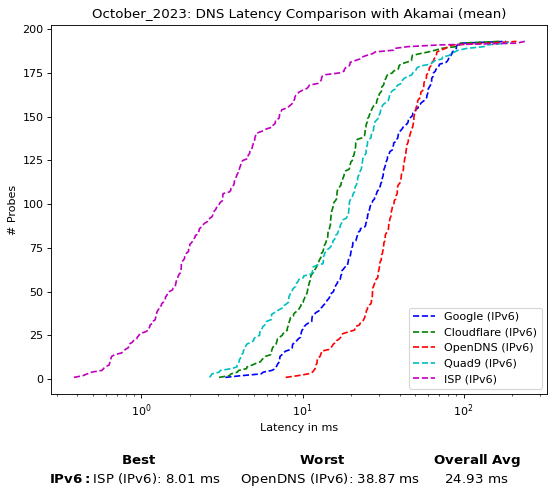 October_2023: DNS Latency Comparison with Akamai (mean)
200
175
150
125
100
75
50
25
0
# Probes
10^0
10^1
10^2
Latency in ms
Google (IPv6)
Cloudflare (IPv6)
OpenDNS (IPv6)
Quad9 (IPv6)
ISP (IPv6)
Best Worst Overall Avg
IPv6: ISP (IPv6): 8.01 ms OpenDNS (IPv6): 38.87 ms 24.93 ms